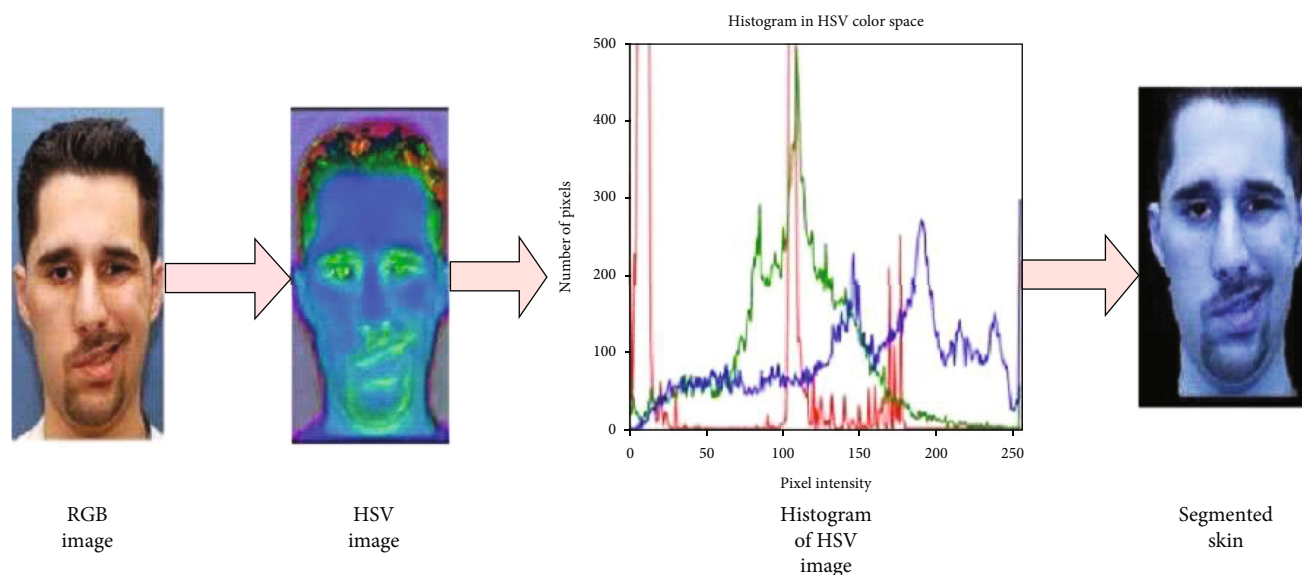 Histogram in HSV color space
Number of pixels
500
400
300
200
100
0
0 50 100 150 200 250
Pixel intensity
RGB
image
HSV
image
Histogram
of HSV
image
Segmented
skin